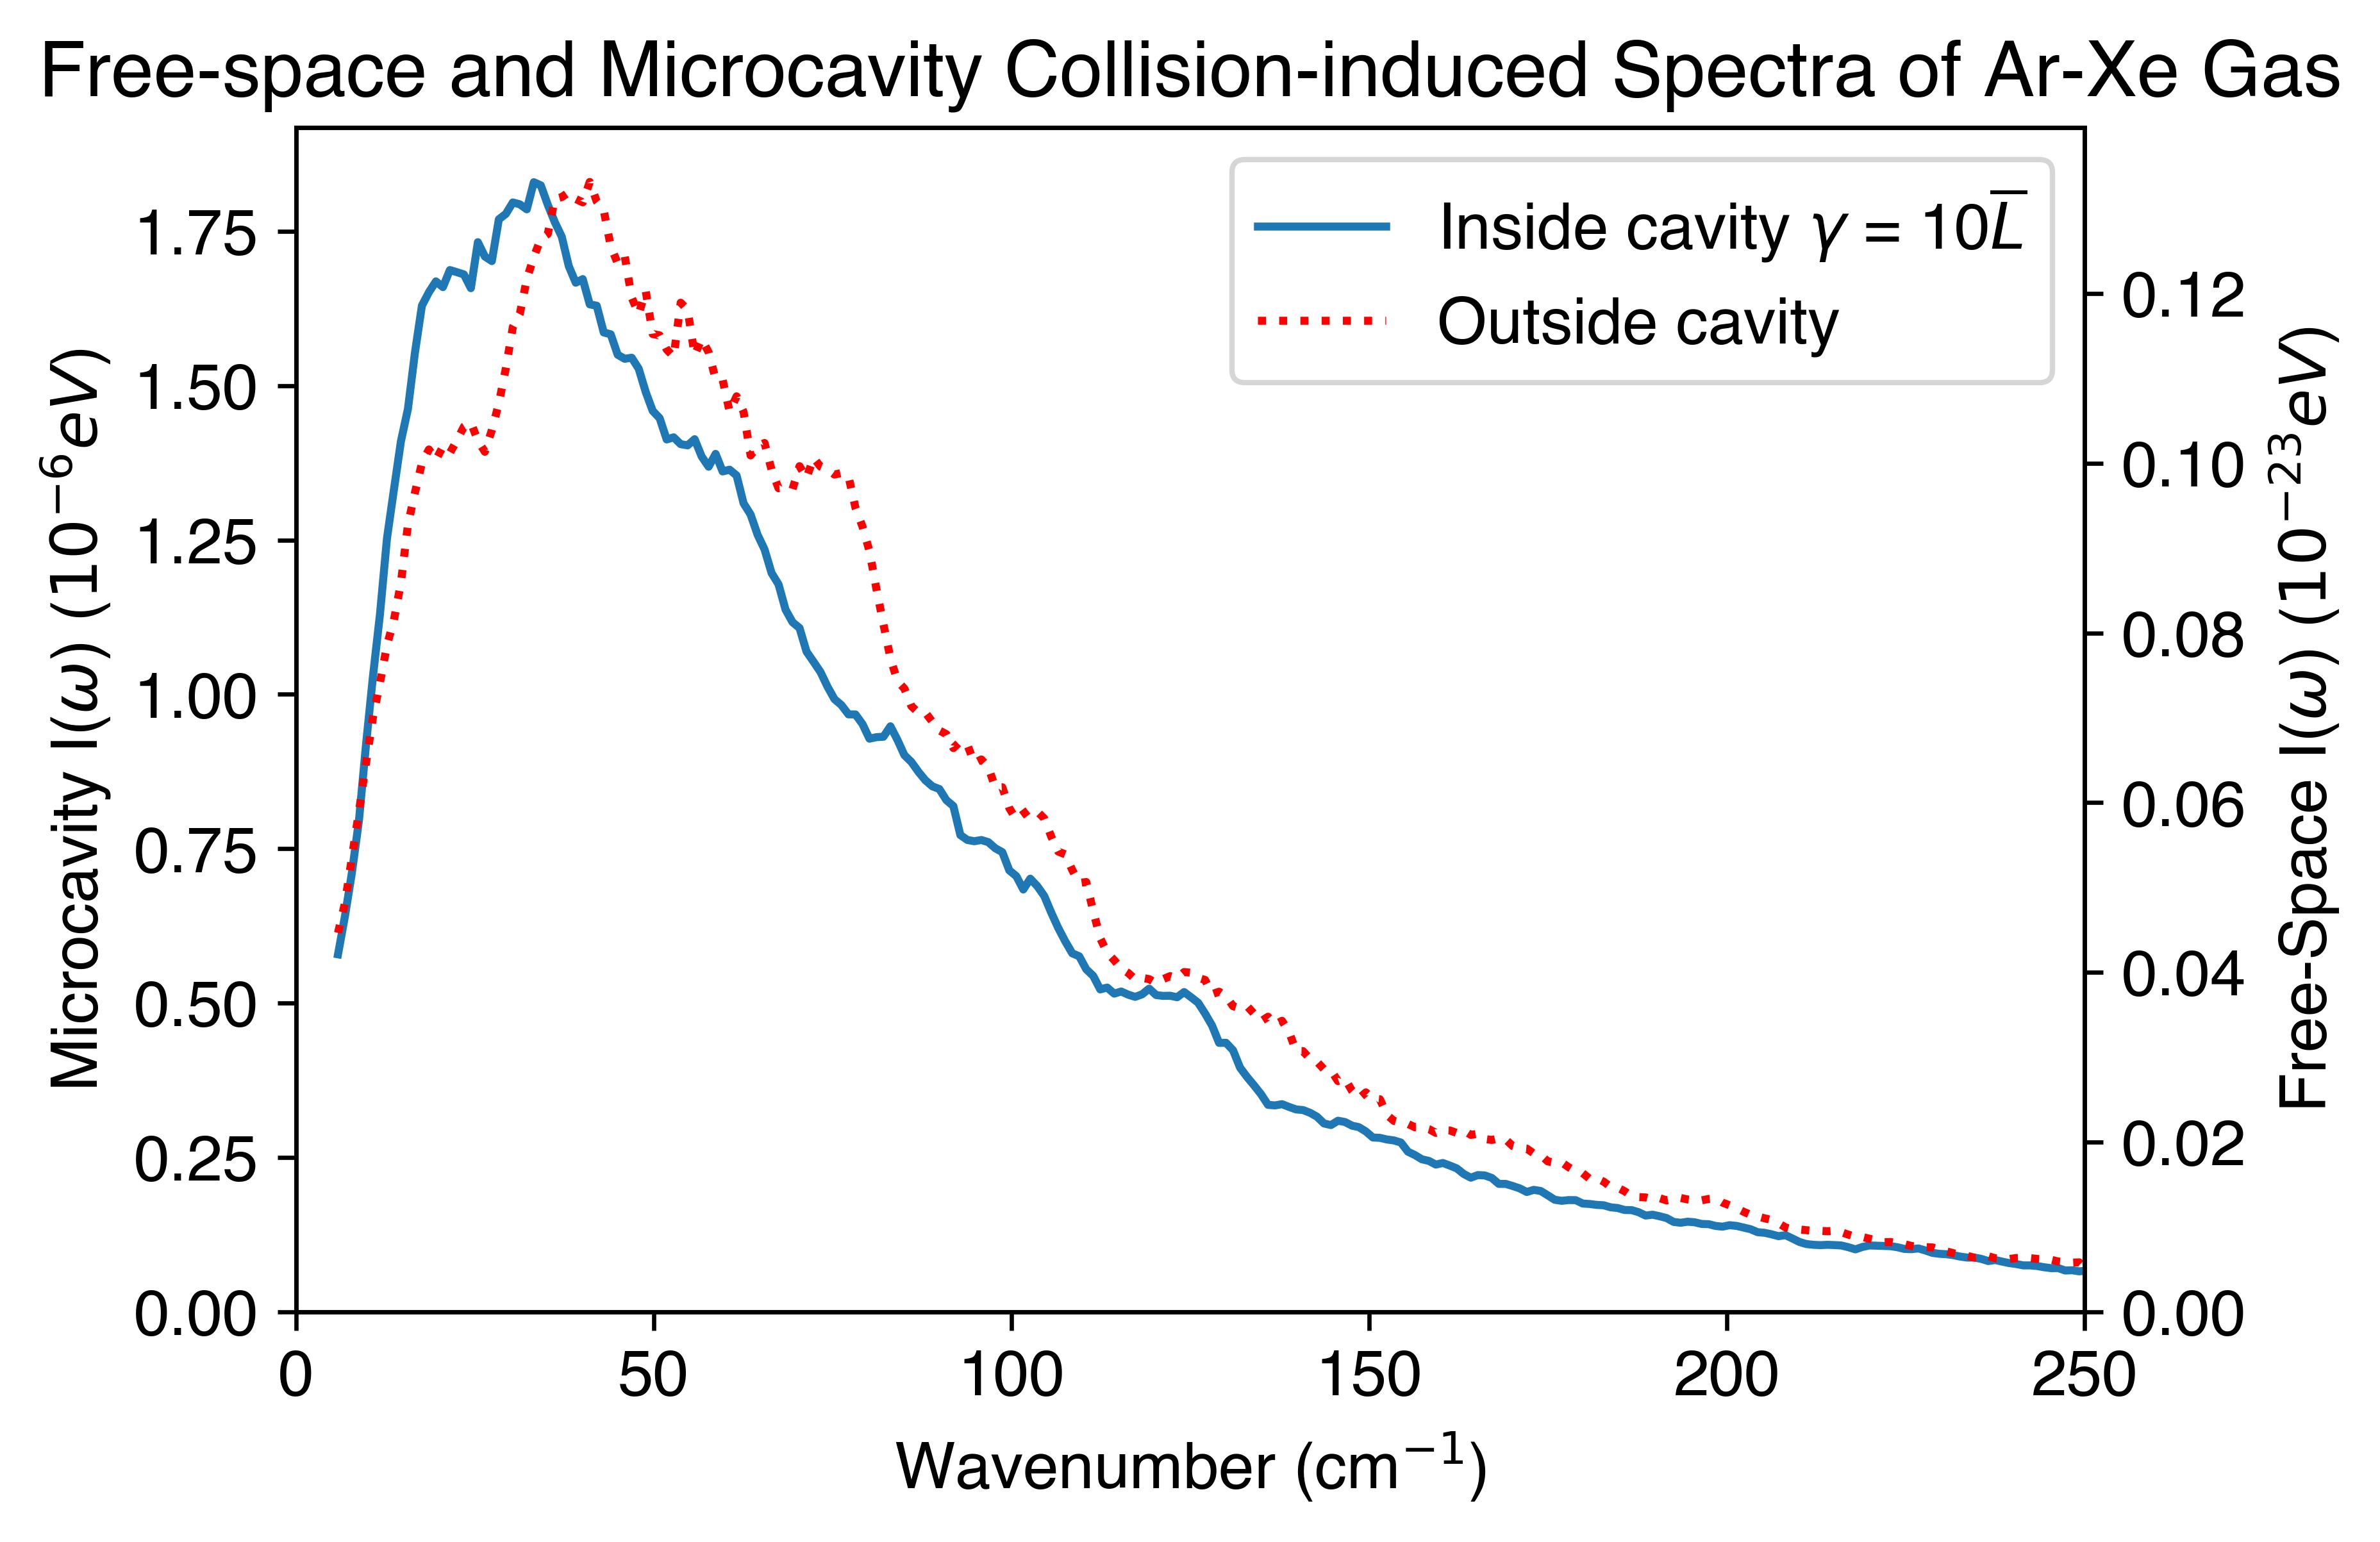 Free-space and Microcavity Collision-induced Spectra of Ar-Xe Gas
Inside cavity γ = 10L̅
Outside cavity
Microcavity I(ω) (10⁻⁶eV)
1.75
1.50
1.25
1.00
0.75
0.50
0.25
0.00
0.12
0.10
0.08
0.06
0.04
0.02
0.00
Free-Space I(ω) (10⁻²³eV)
0 50 100 150 200 250
Wavenumber (cm⁻¹)